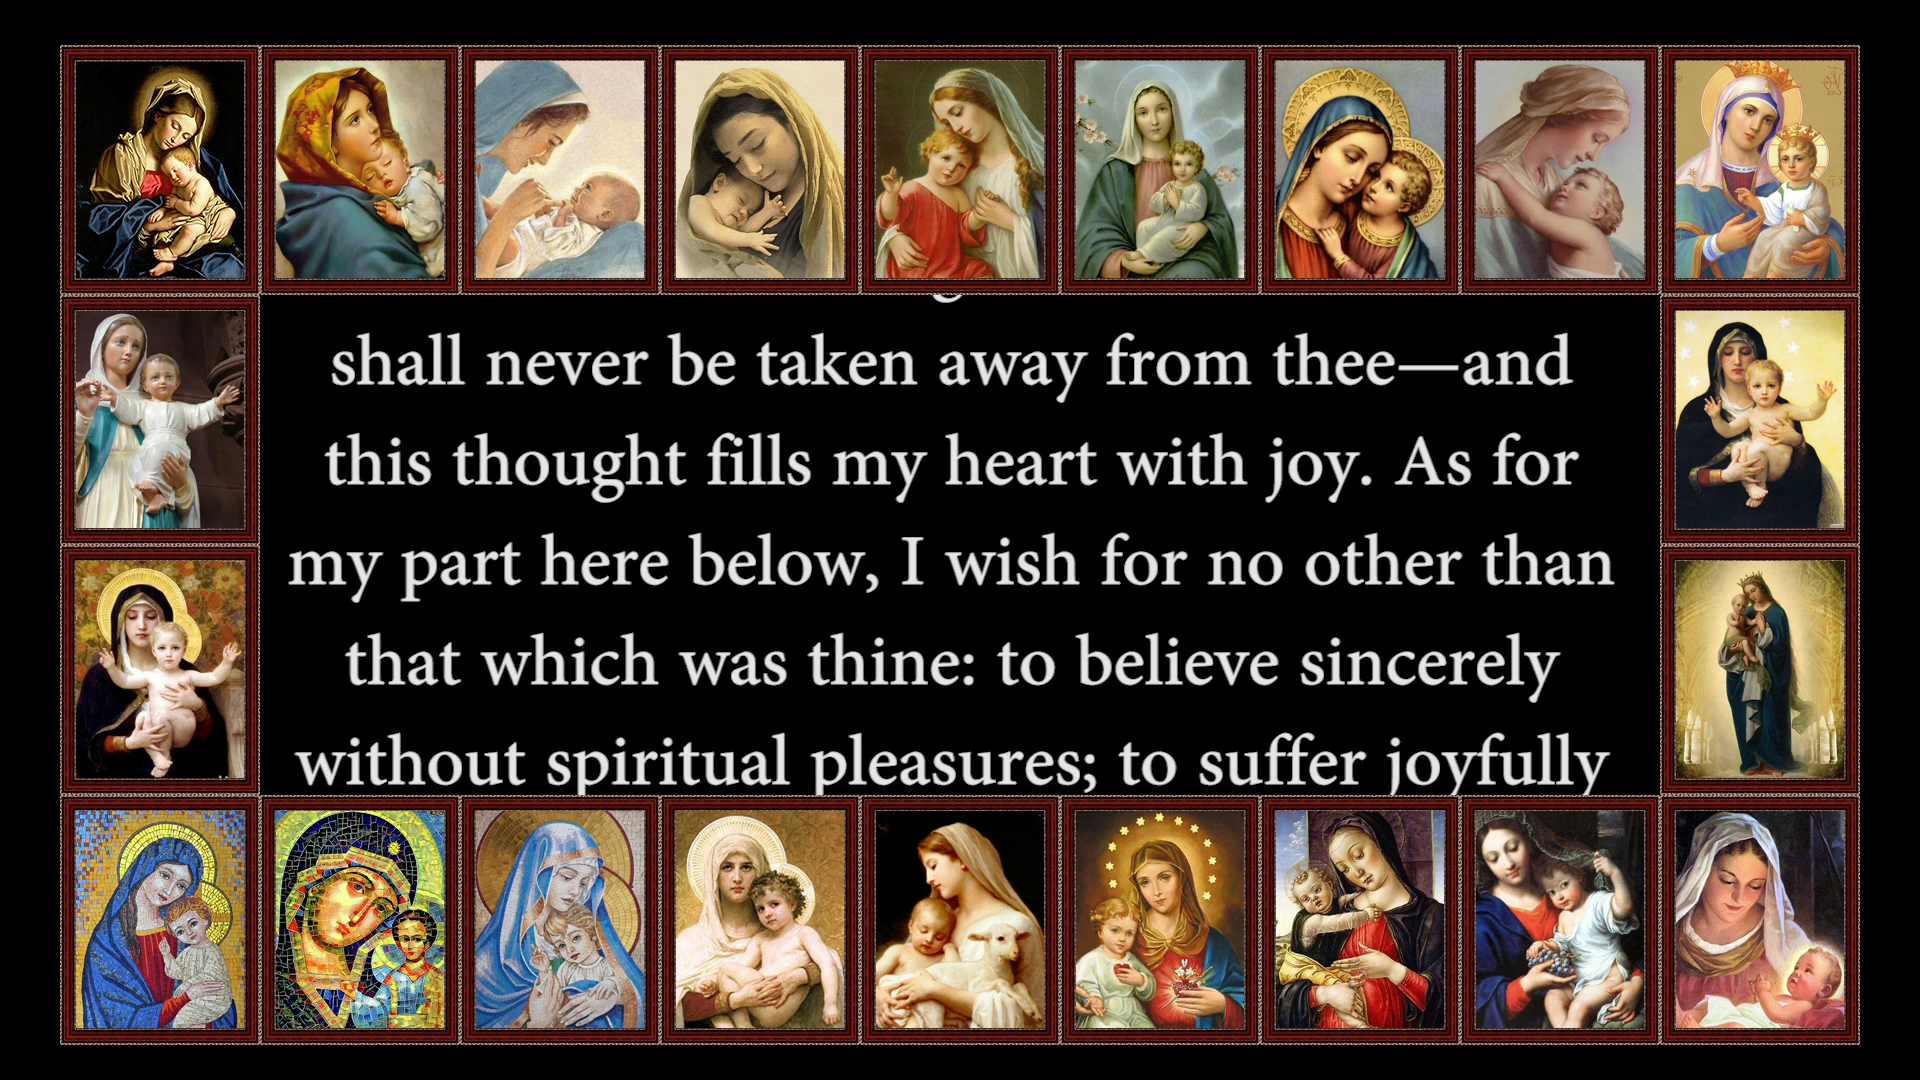 shall never be taken away from thee—and
this thought fills my heart with joy. As for
my part here below, I wish for no other than
that which was thine: to believe sincerely
without spiritual pleasures; to suffer joyfully